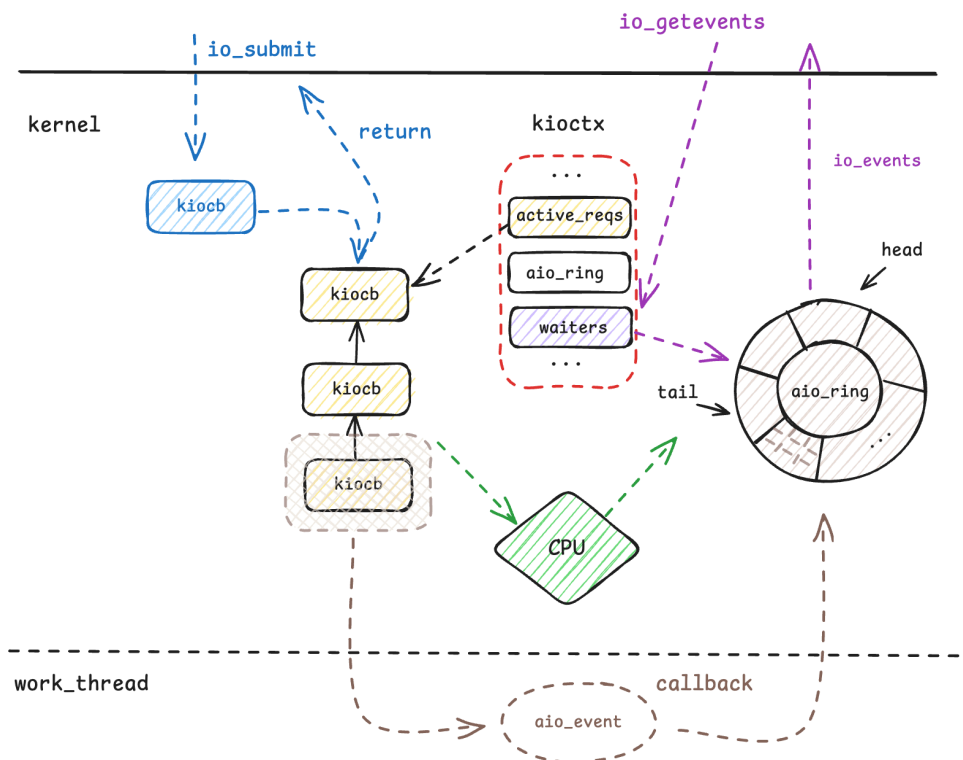 io_submit
io_getevents
kernel
return
kioctx
io_events
...
kiocb
active_reqs
head
aio_ring
kiocb
waiters
...
kiocb
tail
aio_ring
...
kiocb
CPU
work_thread
callback
aio_event